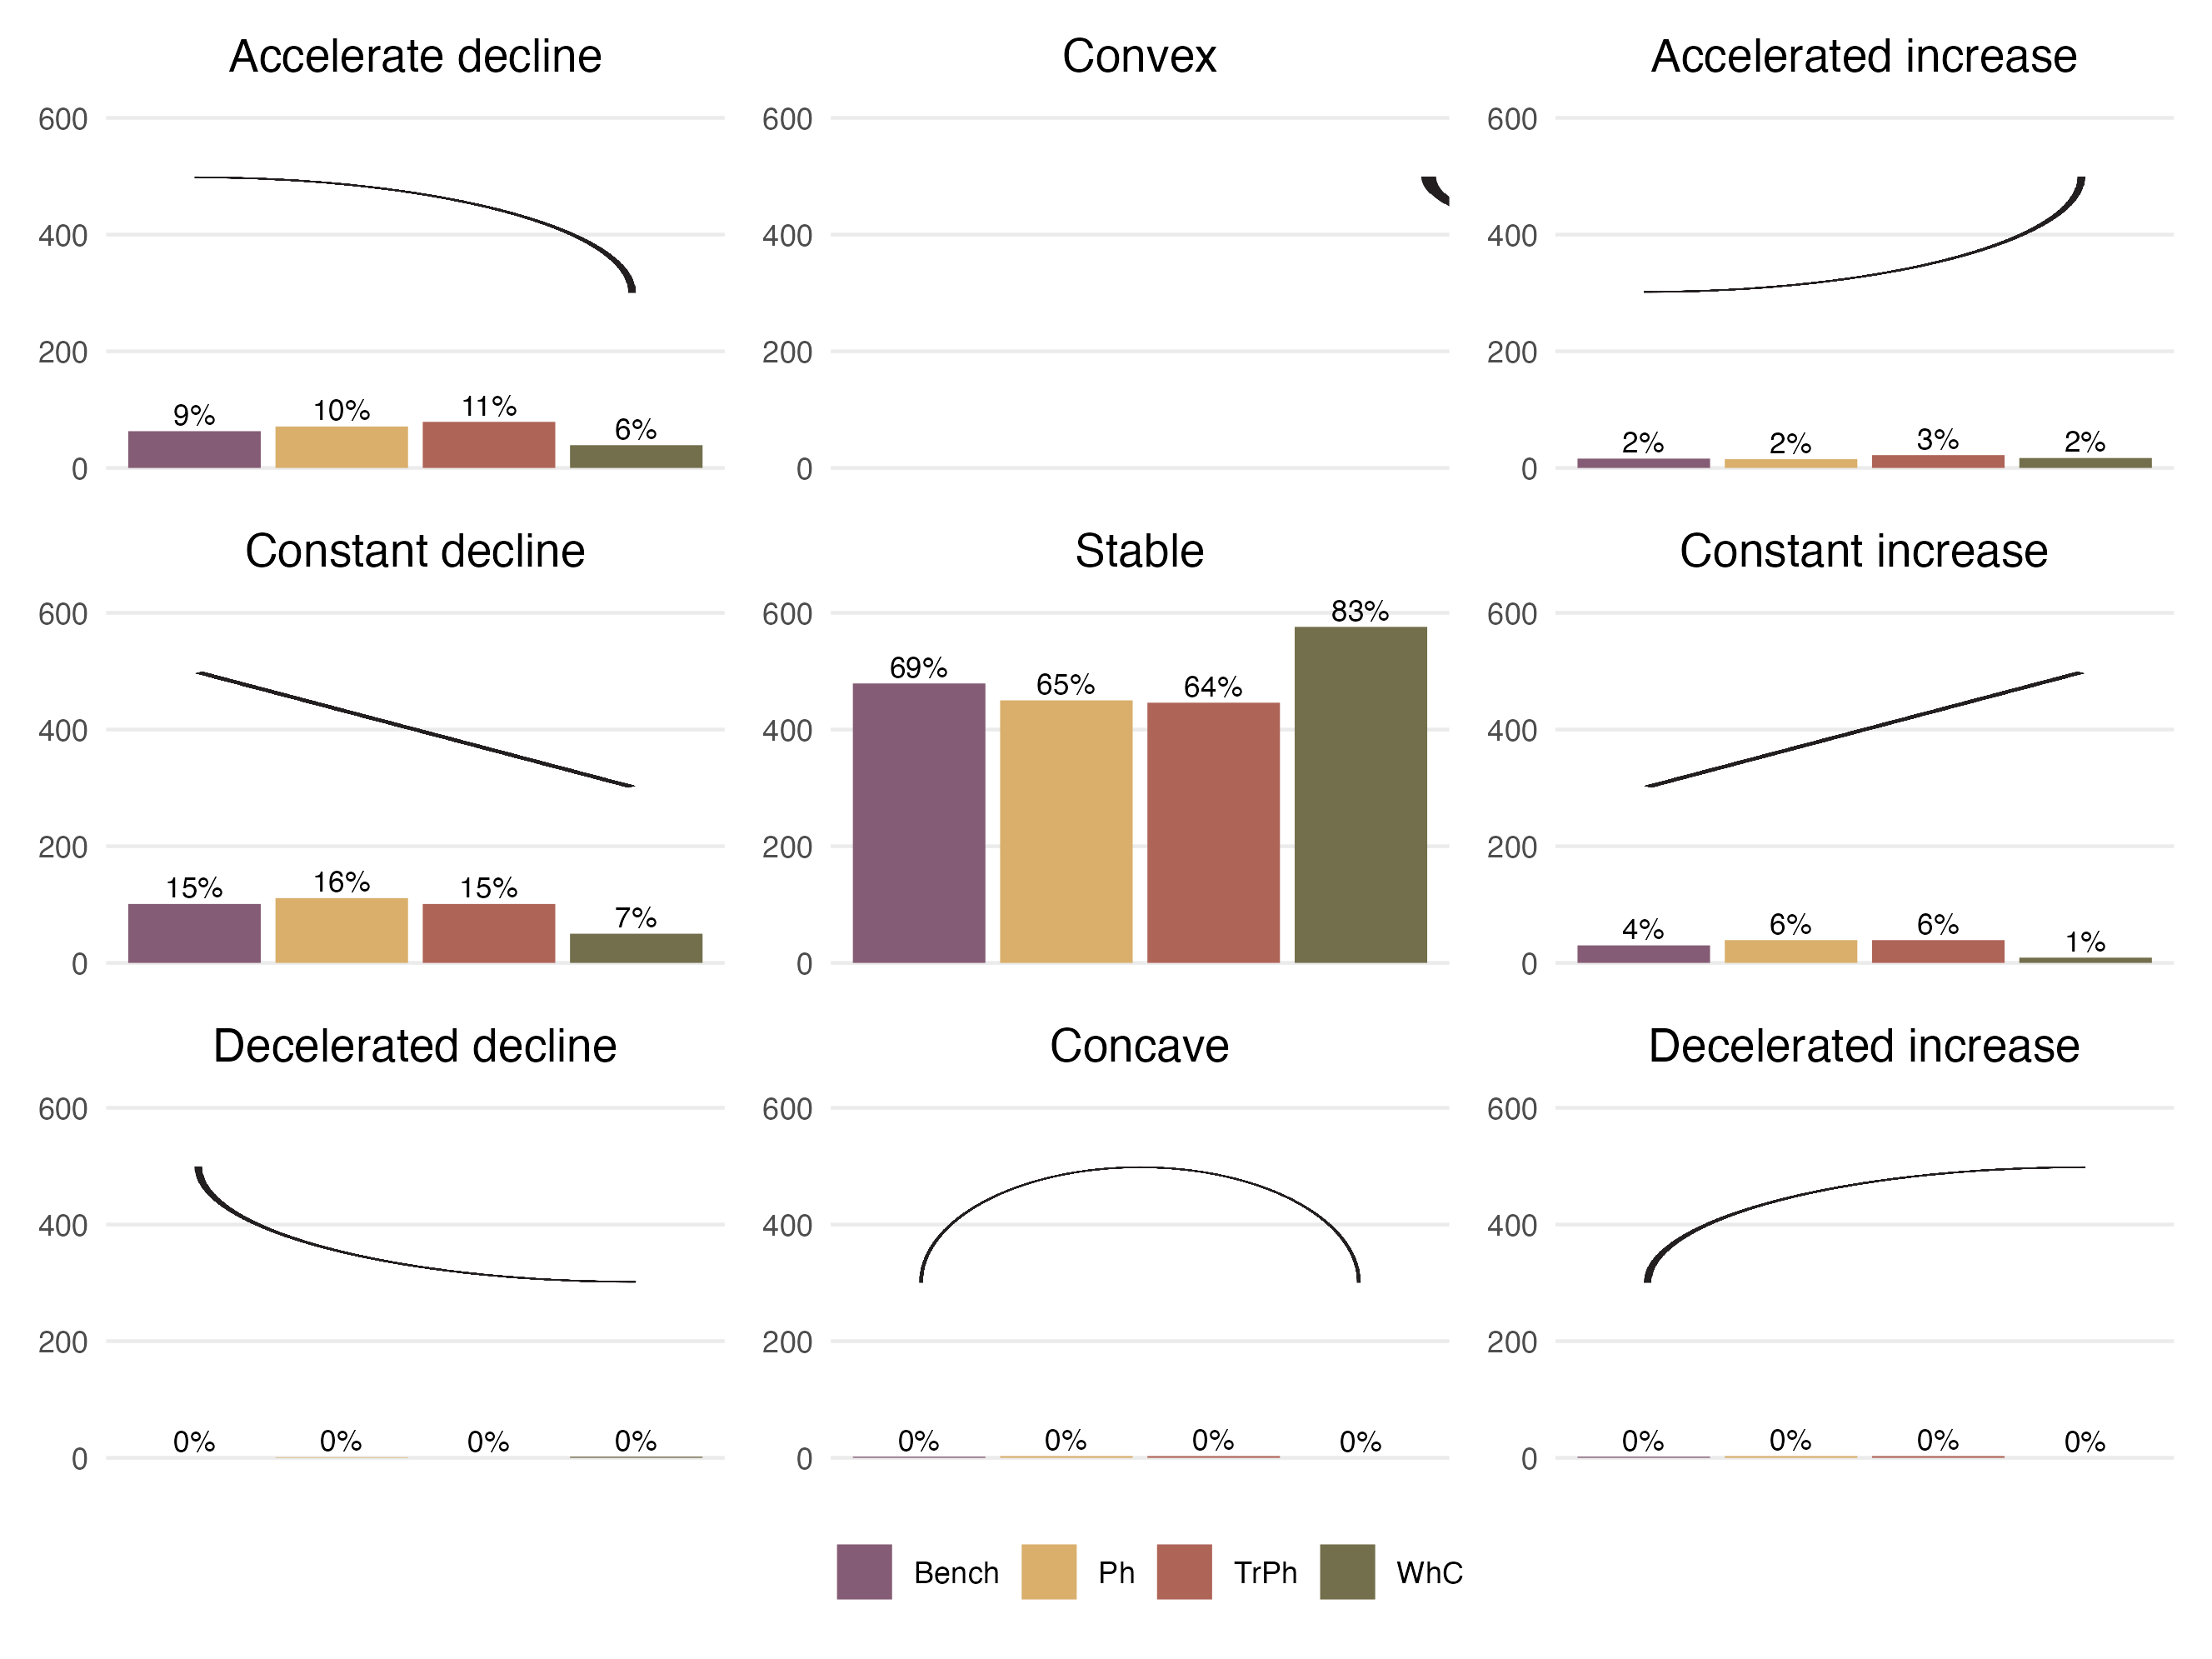 Accelerate decline
Convex
Accelerated increase
600
400
200
0
9% 10% 11% 6%
600
400
200
0
600
400
200
0
2% 2% 3% 2%
Constant decline
Stable
Constant increase
600
400
200
0
15% 16% 15% 7%
600
400
200
0
69% 65% 64% 83%
600
400
200
0
4% 6% 6% 1%
Decelerated decline
Concave
Decelerated increase
600
400
200
0
0% 0% 0% 0%
600
400
200
0
0% 0% 0% 0%
600
400
200
0
0% 0% 0% 0%
Bench Ph TrPh WhC